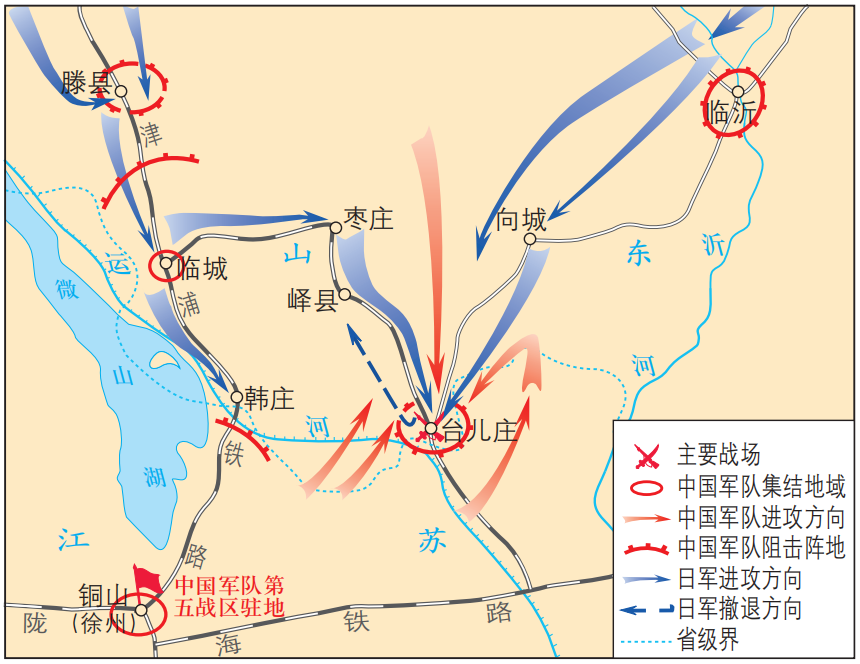 滕县
临沂
津
枣庄
向城
山
东
沂
运
临城
微
浦
峄县
山
河
韩庄
河
台儿庄
铁
湖
江
苏
路
铜山
(徐州)
中国军队第
五战区驻地
陇
海
铁
路
主要战场
中国军队集结地域
中国军队进攻方向
中国军队阻击阵地
日军进攻方向
日军撤退方向
省级界